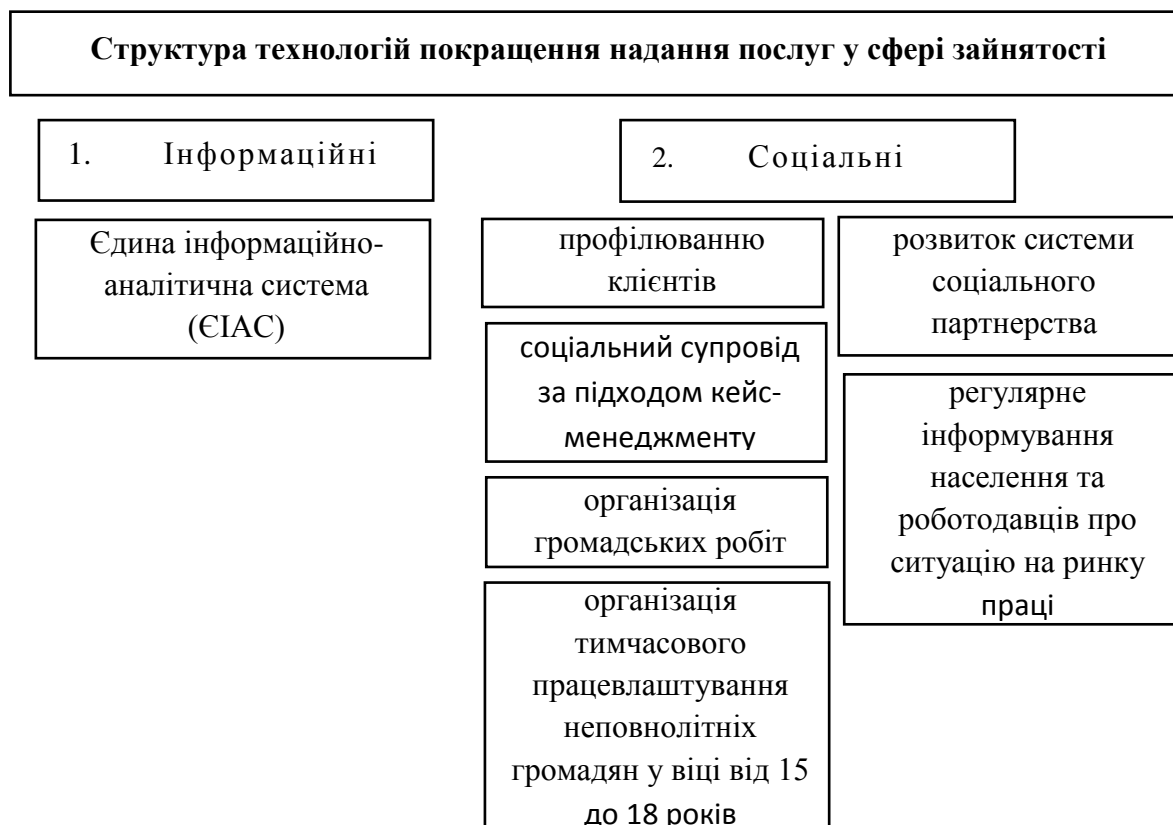 Структура технологій покращення надання послуг у сфері зайнятості
1. Інформаційні
2. Соціальні
Єдина інформаційно-
аналітична система
(ЄІАС)
профілюванню
клієнтів
соціальний супровід
за підходом кейс-
менеджменту
організація
громадських робіт
організація
тимчасового
працевлаштування
неповнолітніх
громадян у віці від 15
до 18 років
розвиток системи
соціального
партнерства
регулярне
інформування
населення та
роботодавців про
ситуацію на ринку
праці